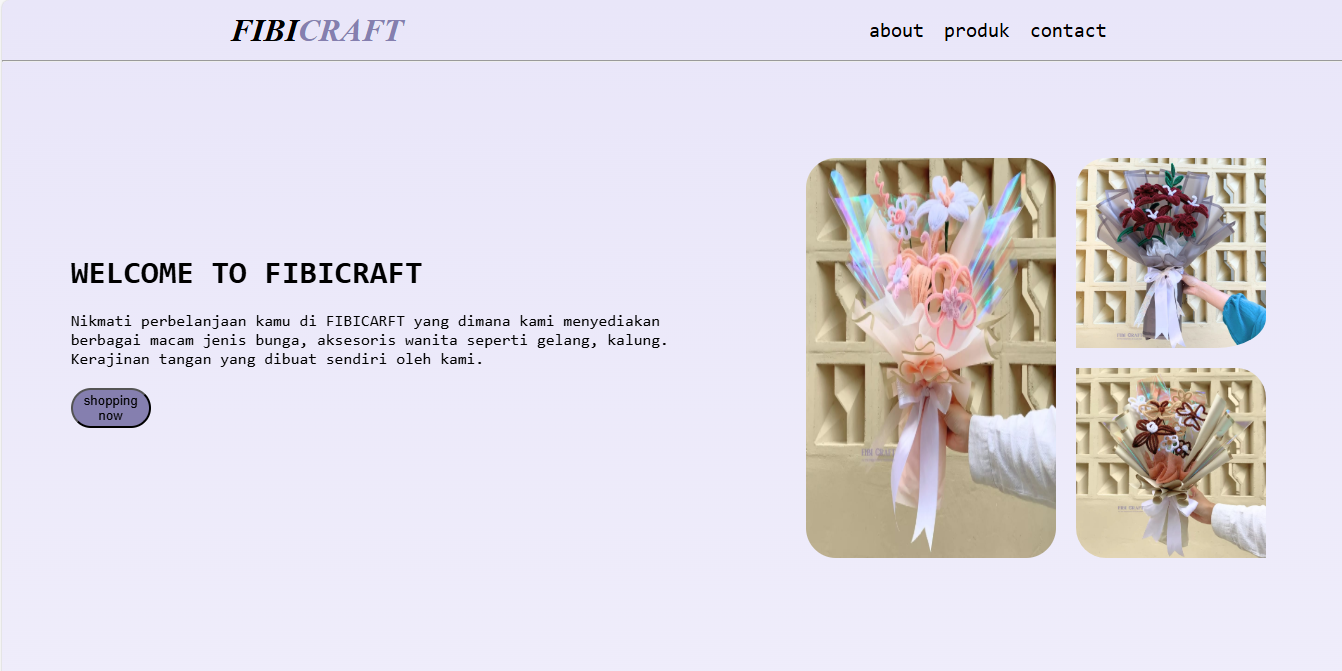 FIBICRAFT
about produk contact
WELCOME TO FIBICRAFT
Nikmati perbelanjaan kamu di FIBICARFT yang dimana kami menyediakan
berbagai macam jenis bunga, aksesoris wanita seperti gelang, kalung.
Kerajinan tangan yang dibuat sendiri oleh kami.
shopping
now